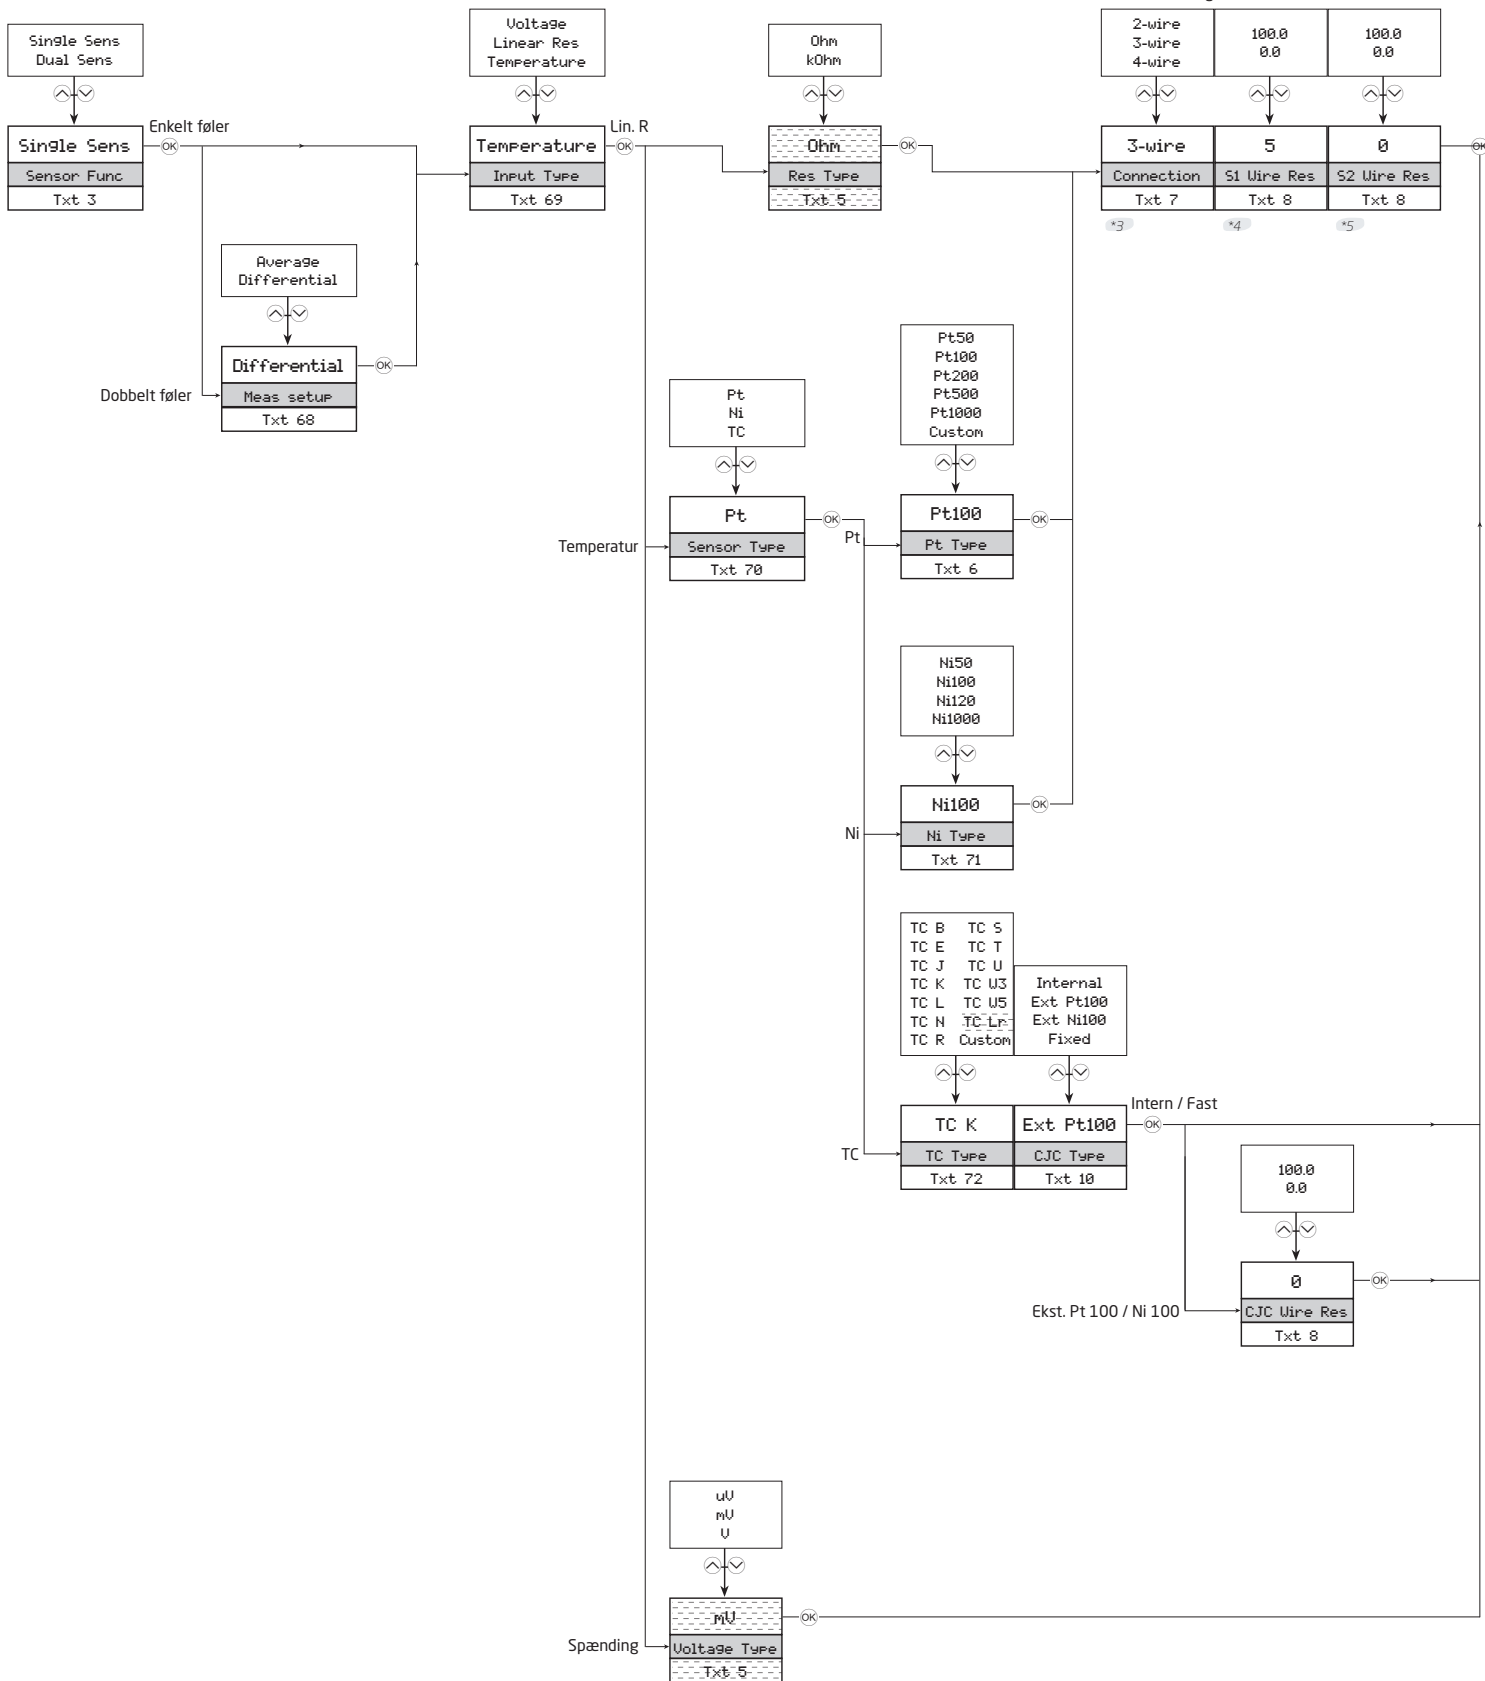 Single Sens
Dual Sens
Voltage
Linear Res
Temperature
Ohm
kOhm
2-wire
3-wire
4-wire
100.0
0.0
100.0
0.0
Enkelt føler
OK
Single Sens
Sensor Func
Txt 3
Temperature
Input Type
Txt 69
Lin. R
OK
Ohm
Res Type
Txt 5
OK
3-wire
Connection
Txt 7
*3
5
S1 Wire Res
Txt 8
*4
0
S2 Wire Res
Txt 8
*5
OK
Average
Differential
Dobbelt føler
Differential
Meas setup
Txt 68
OK
Pt
Ni
TC
Temperatur
Pt
Sensor Type
Txt 70
OK
Pt50
Pt100
Pt200
Pt500
Pt1000
Custom
Pt
Pt100
Pt Type
Txt 6
OK
Ni50
Ni100
Ni120
Ni1000
Ni
Ni100
Ni Type
Txt 71
OK
TC B TC S
TC E TC T
TC J TC U
TC K TC W3
TC L TC W5
TC N TC Lr
TC R Custom
Internal
Ext Pt100
Ext Ni100
Fixed
TC
TC K
TC Type
Txt 72
Ext Pt100
CJC Type
Txt 10
Intern / Fast
OK
100.0
0.0
Ekst. Pt 100 / Ni 100
0
CJC Wire Res
Txt 8
OK
uV
mV
V
Spænding
mV
Voltage Type
Txt 5
OK